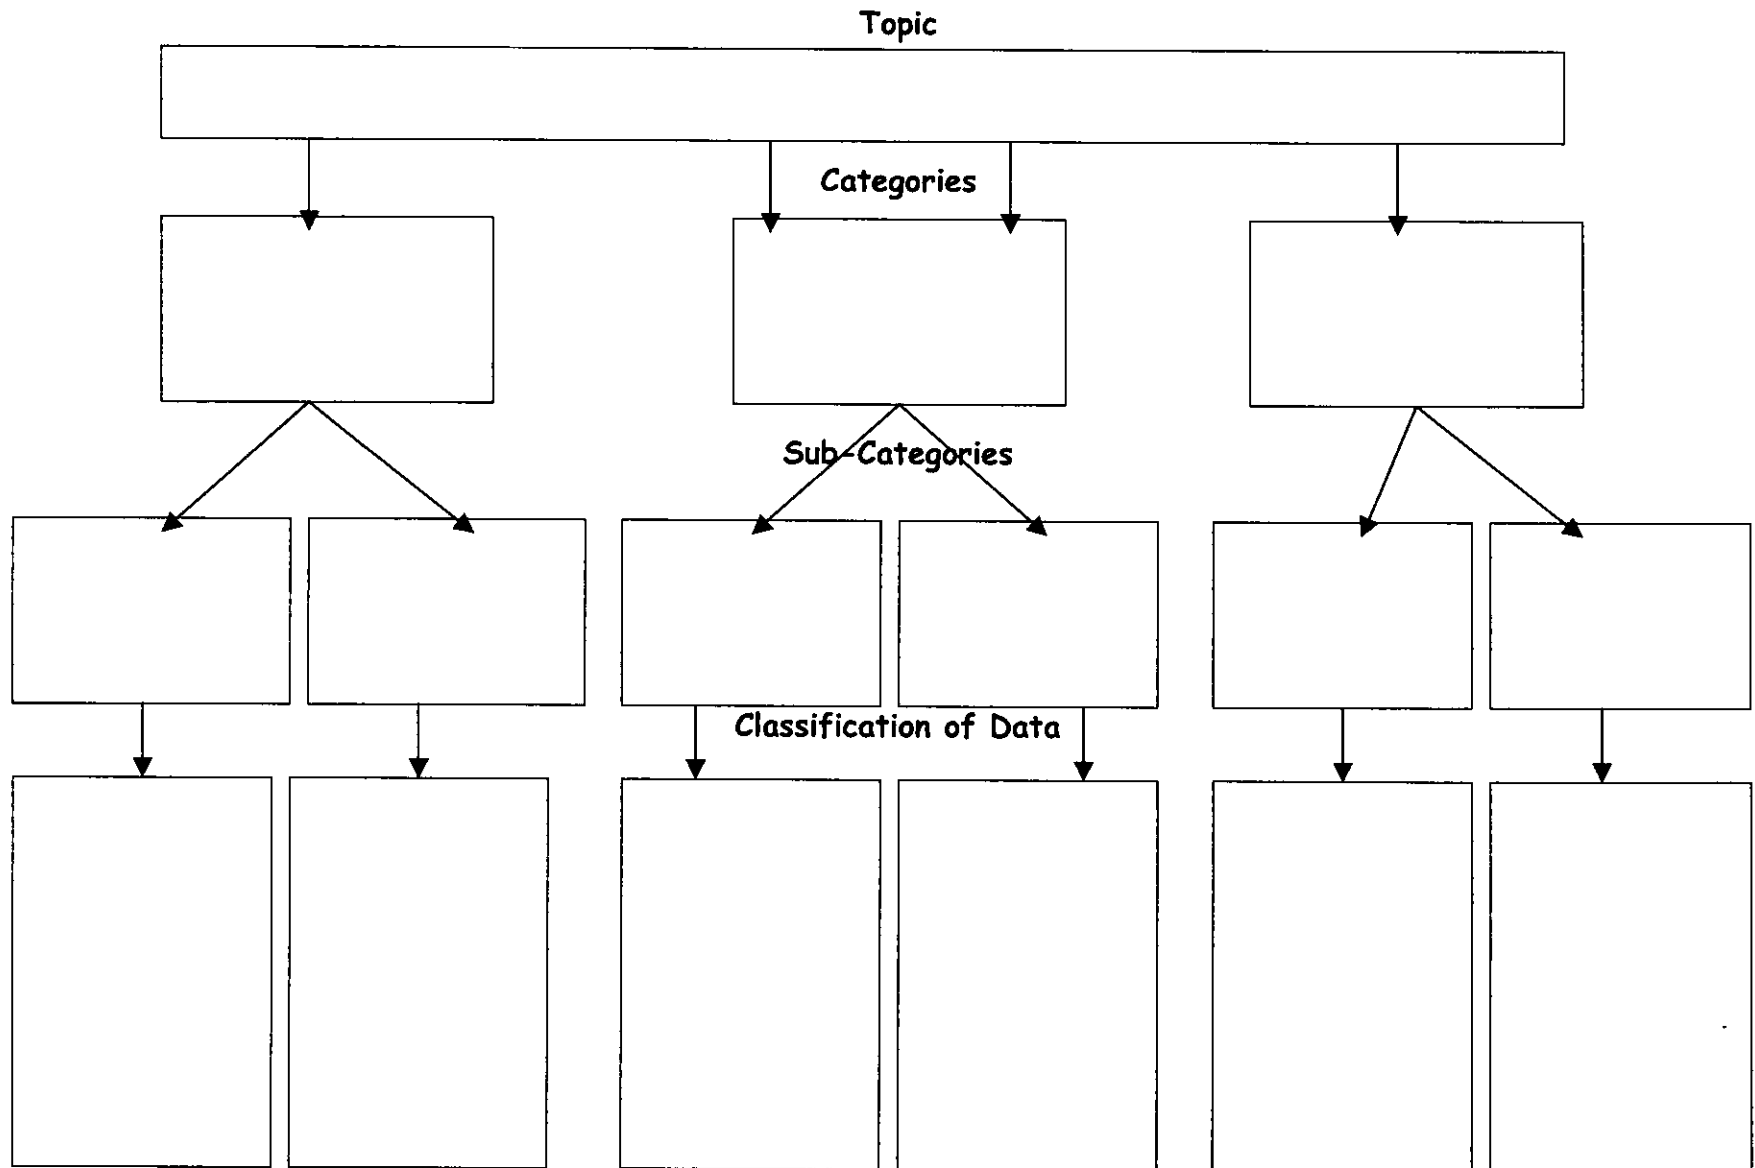 Topic
Categories
Sub-Categories
Classification of Data